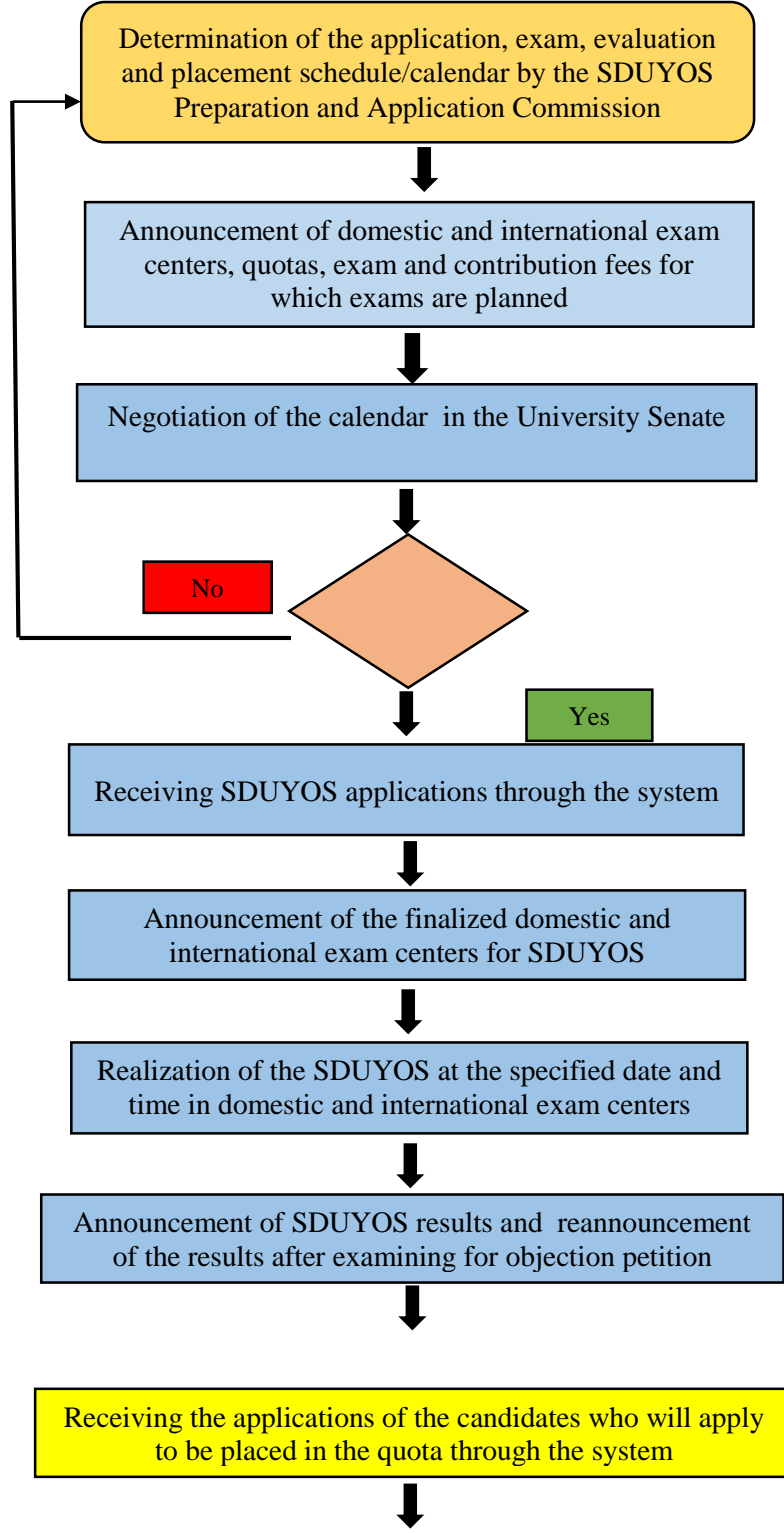 Determination of the application, exam, evaluation
and placement schedule/calendar by the SDUYOS
Preparation and Application Commission
Announcement of domestic and international exam
centers, quotas, exam and contribution fees for
which exams are planned
Negotiation of the calendar  in the University Senate
No
Yes
Receiving SDUYOS applications through the system
Announcement of the finalized domestic and
international exam centers for SDUYOS
Realization of the SDUYOS at the specified date and
time in domestic and international exam centers
Announcement of SDUYOS results and  reannouncement
of the results after examining for objection petition
Receiving the applications of the candidates who will apply
to be placed in the quota through the system